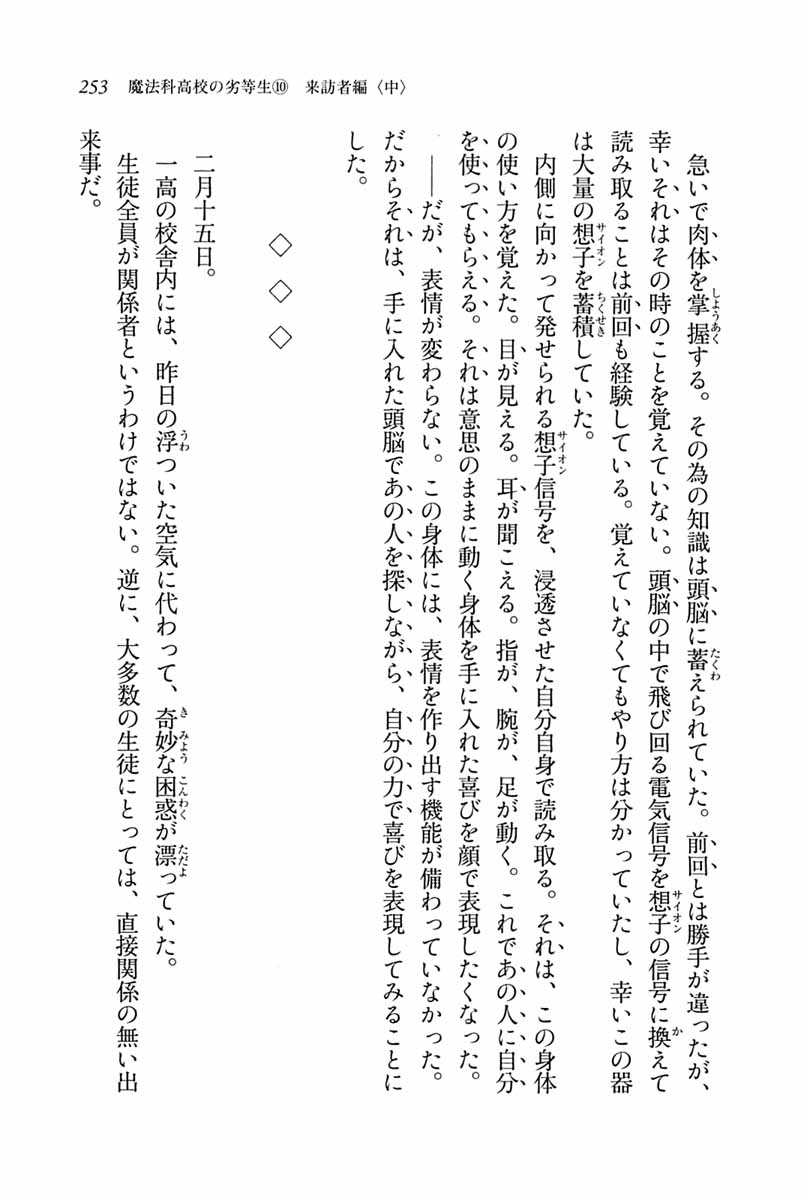 253 魔法科高校の劣等生⑩ 来訪者編〈中〉
急いで肉体を掌握する。その為の知識は頭脳に蓄えられていた。前回とは勝手が違ったが、
幸いそれはその時のことを覚えていない。頭脳の中で飛び回る電気信号を想子の信号に換えて
読み取ることは前回も経験している。覚えていなくてもやり方は分かっていたし、幸いこの器
は大量の想子を蓄積していた。
内側に向かって発せられる想子信号を、浸透させた自分自身で読み取る。それは、この身体
の使い方を覚えた。目が見える。耳が聞こえる。指が、腕が、足が動く。これであの人に自分
を使ってもらえる。それは意思のままに動く身体を手に入れた喜びを顔で表現したくなった。
――だが、表情が変わらない。この身体には、表情を作り出す機能が備わっていなかった。
だからそれは、手に入れた頭脳であの人を探しながら、自分の力で喜びを表現してみることに
した。
◇ ◇ ◇
二月十五日。
一高の校舎内には、昨日の浮ついた空気に代わって、奇妙な困惑が漂っていた。
生徒全員が関係者というわけではない。逆に、大多数の生徒にとっては、直接関係の無い出
来事だ。